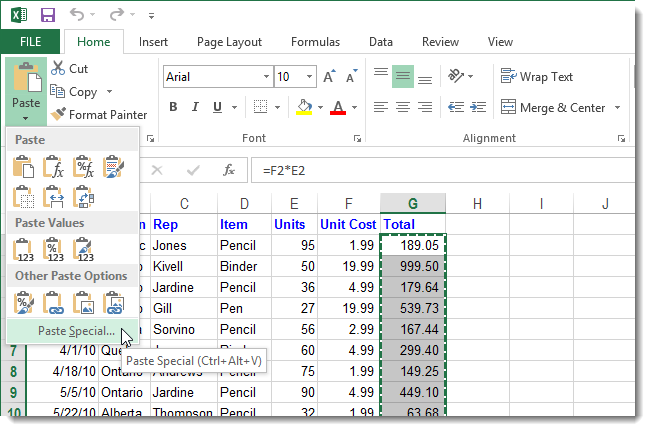 FILE Home Insert Page Layout Formulas Data Review View
Cut
Copy
Format Painter
Paste
Arial 10 A A
B I U A
Wrap Text
Merge & Center
Font Alignment
Paste
fx %fx
Paste Values
123 % 123 123
Other Paste Options
%
Paste Special...
Paste Special (Ctrl+Alt+V)
fx =F2*E2
C D E F G H I J
n Rep Item Units Unit Cost Total
c Jones Pencil 95 1.99 189.05
Kivell Binder 50 19.99 999.50
Jardine Pencil 36 4.99 179.64
Gill Pen 27 19.99 539.73
Sorvino Pencil 56 2.99 167.44
7 4/1/10 60 4.99 299.40
8 4/18/10 Ontario Andrews Pencil 75 1.99 149.25
9 5/5/10 Ontario Jardine Pencil 90 4.99 449.10
10 5/22/10 Alberta Thompson Pencil 32 1.99 63.68